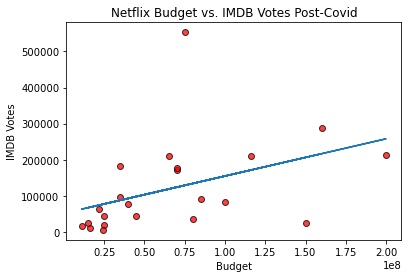 Netflix Budget vs. IMDB Votes Post-Covid
500000
400000
300000
200000
100000
0
IMDB Votes
0.25 0.50 0.75 1.00 1.25 1.50 1.75 2.00
1e8
Budget